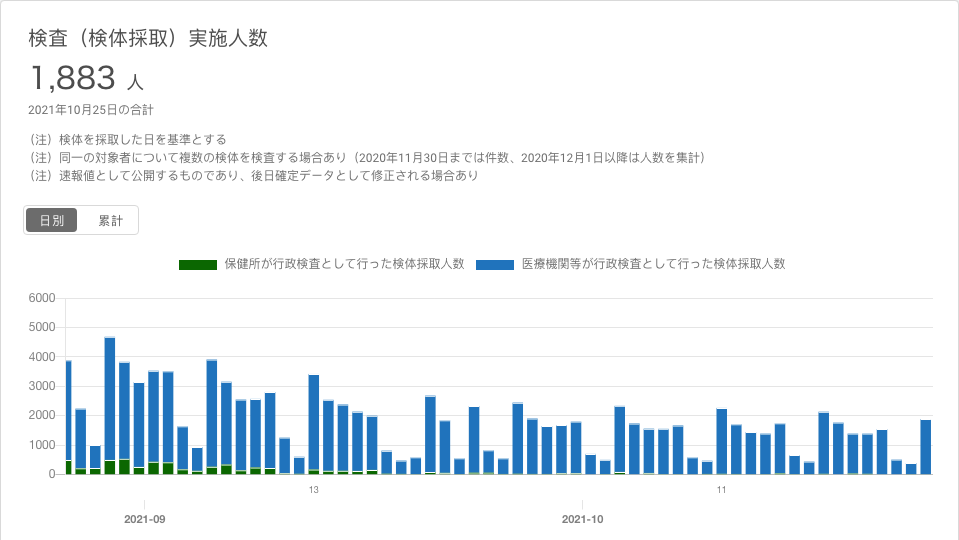 検査（検体採取）実施人数
1,883 人
2021年10月25日の合計
（注）検体を採取した日を基準とする
（注）同一の対象者について複数の検体を検査する場合あり（2020年11月30日までは件数、2020年12月1日以降は人数を集計）
（注）速報値として公開するものであり、後日確定データとして修正される場合あり
日別 累計
保健所が行政検査として行った検体採取人数 医療機関等が行政検査として行った検体採取人数
6000
5000
4000
3000
2000
1000
0
13 11
2021-09 2021-10